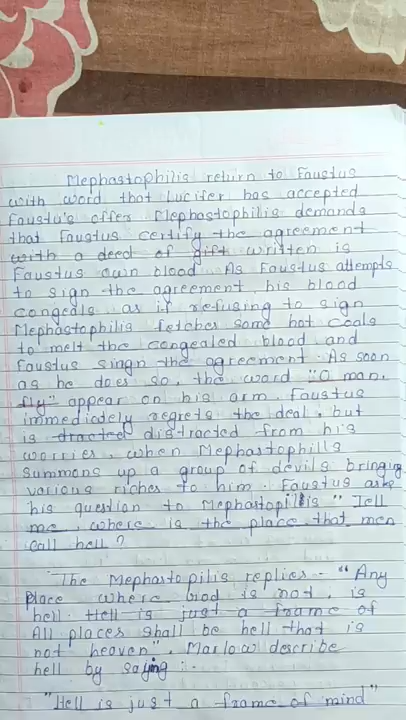 Mephastophilis return to Faustus
with word that Lucifer has accepted
Faustu's offer Mephastophilis demands
that Faustus certify the agreement
with a deed of gift written is
Faustus own blood. As Faustus attempts
to sign the agreement, his blood
congeals as if refusing to sign
Mephastophilis fetches some hot coals
to melt the congealed blood and
Faustus singn the agreement. As soon
as he does so, the word "O man,
fly" appear on his arm. Faustus
immediately regrets the deal, but
is dracted distracted from his
worries, when Mephastophills
Summons up a group of devils bringing
various riches to him. Faustus asks
his question to Mephastopilis "Tell
me, where is the place that men
call hell?
The Mephastopilis replies - "Any
place where God is not, is
hell. Hell is just a frame of
All places shall be hell that is
not heaven". Marlow describe
hell by saying :-
"Hell is just a frame of mind"